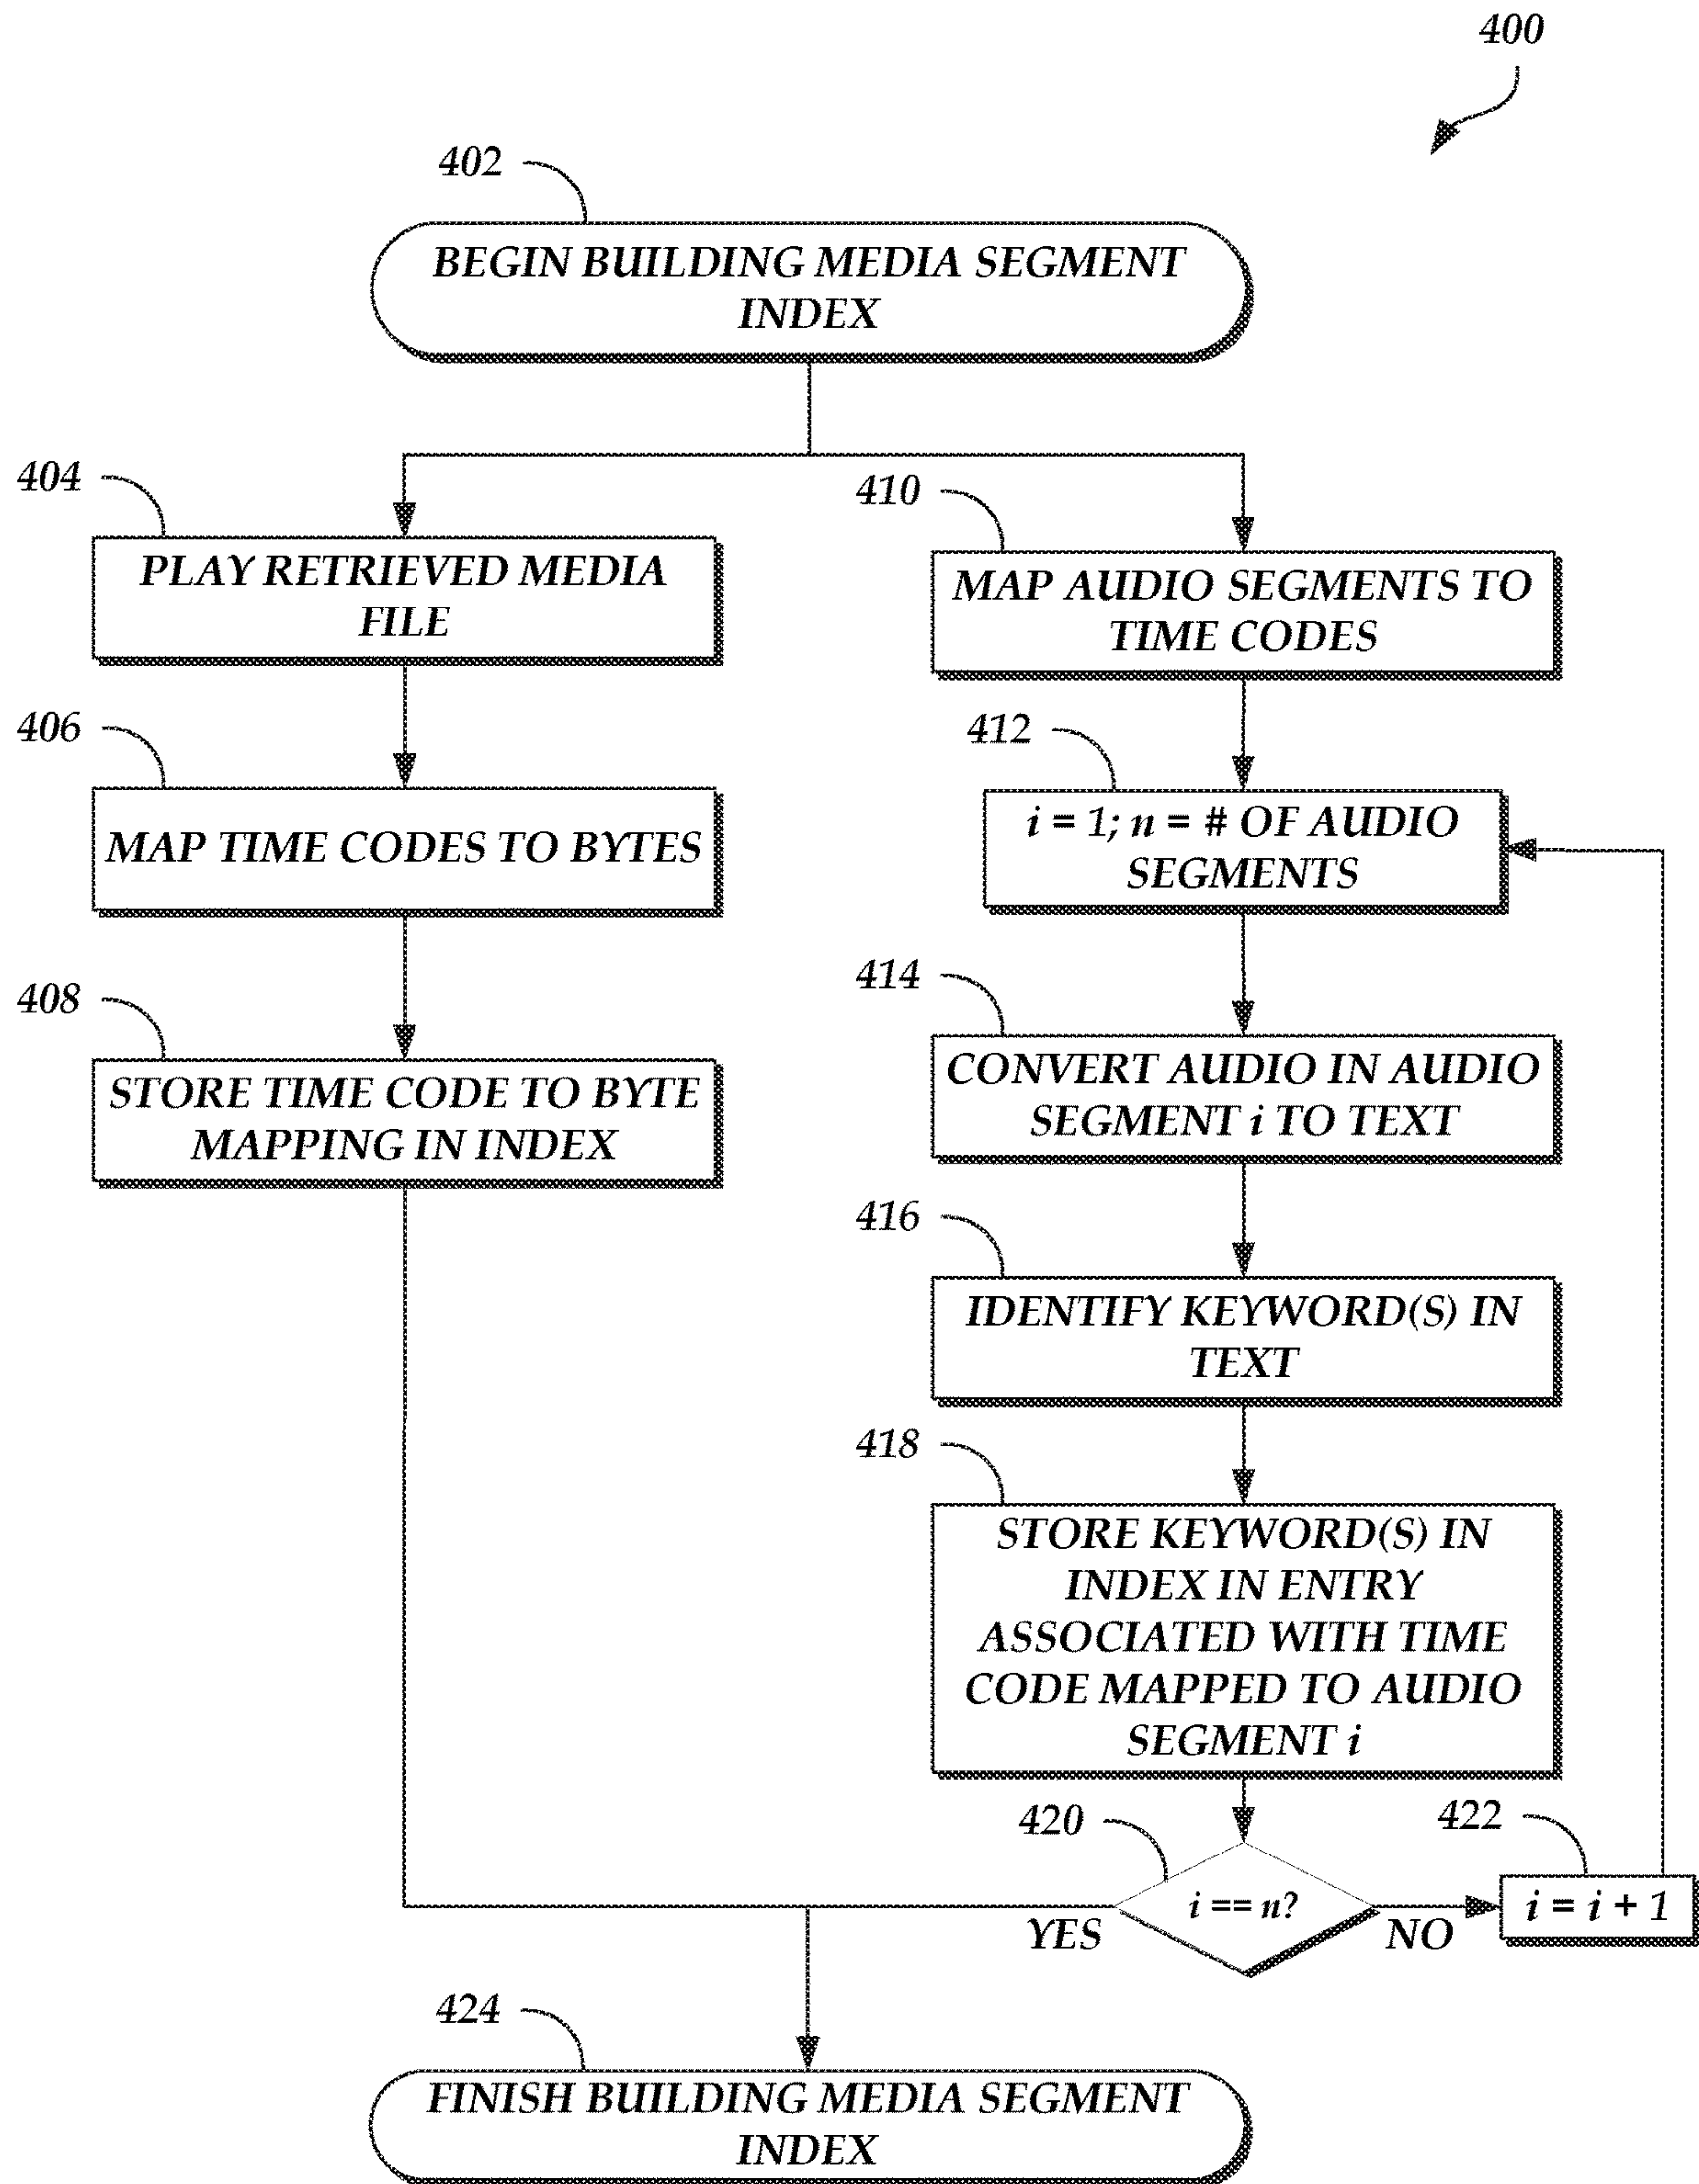 400
402
BEGIN BUILDING MEDIA SEGMENT
INDEX
404
PLAY RETRIEVED MEDIA
FILE
406
MAP TIME CODES TO BYTES
408
STORE TIME CODE TO BYTE
MAPPING IN INDEX
410
MAP AUDIO SEGMENTS TO
TIME CODES
412
i = 1; n = # OF AUDIO
SEGMENTS
414
CONVERT AUDIO IN AUDIO
SEGMENT i TO TEXT
416
IDENTIFY KEYWORD(S) IN
TEXT
418
STORE KEYWORD(S) IN
INDEX IN ENTRY
ASSOCIATED WITH TIME
CODE MAPPED TO AUDIO
SEGMENT i
420
i == n?
YES
NO
422
i = i + 1
424
FINISH BUILDING MEDIA SEGMENT
INDEX